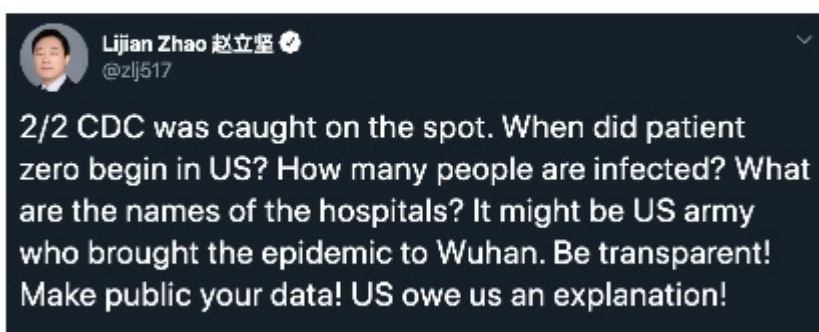 Lijian Zhao 赵立坚
@zlj517
2/2 CDC was caught on the spot. When did patient
zero begin in US? How many people are infected? What
are the names of the hospitals? It might be US army
who brought the epidemic to Wuhan. Be transparent!
Make public your data! US owe us an explanation!